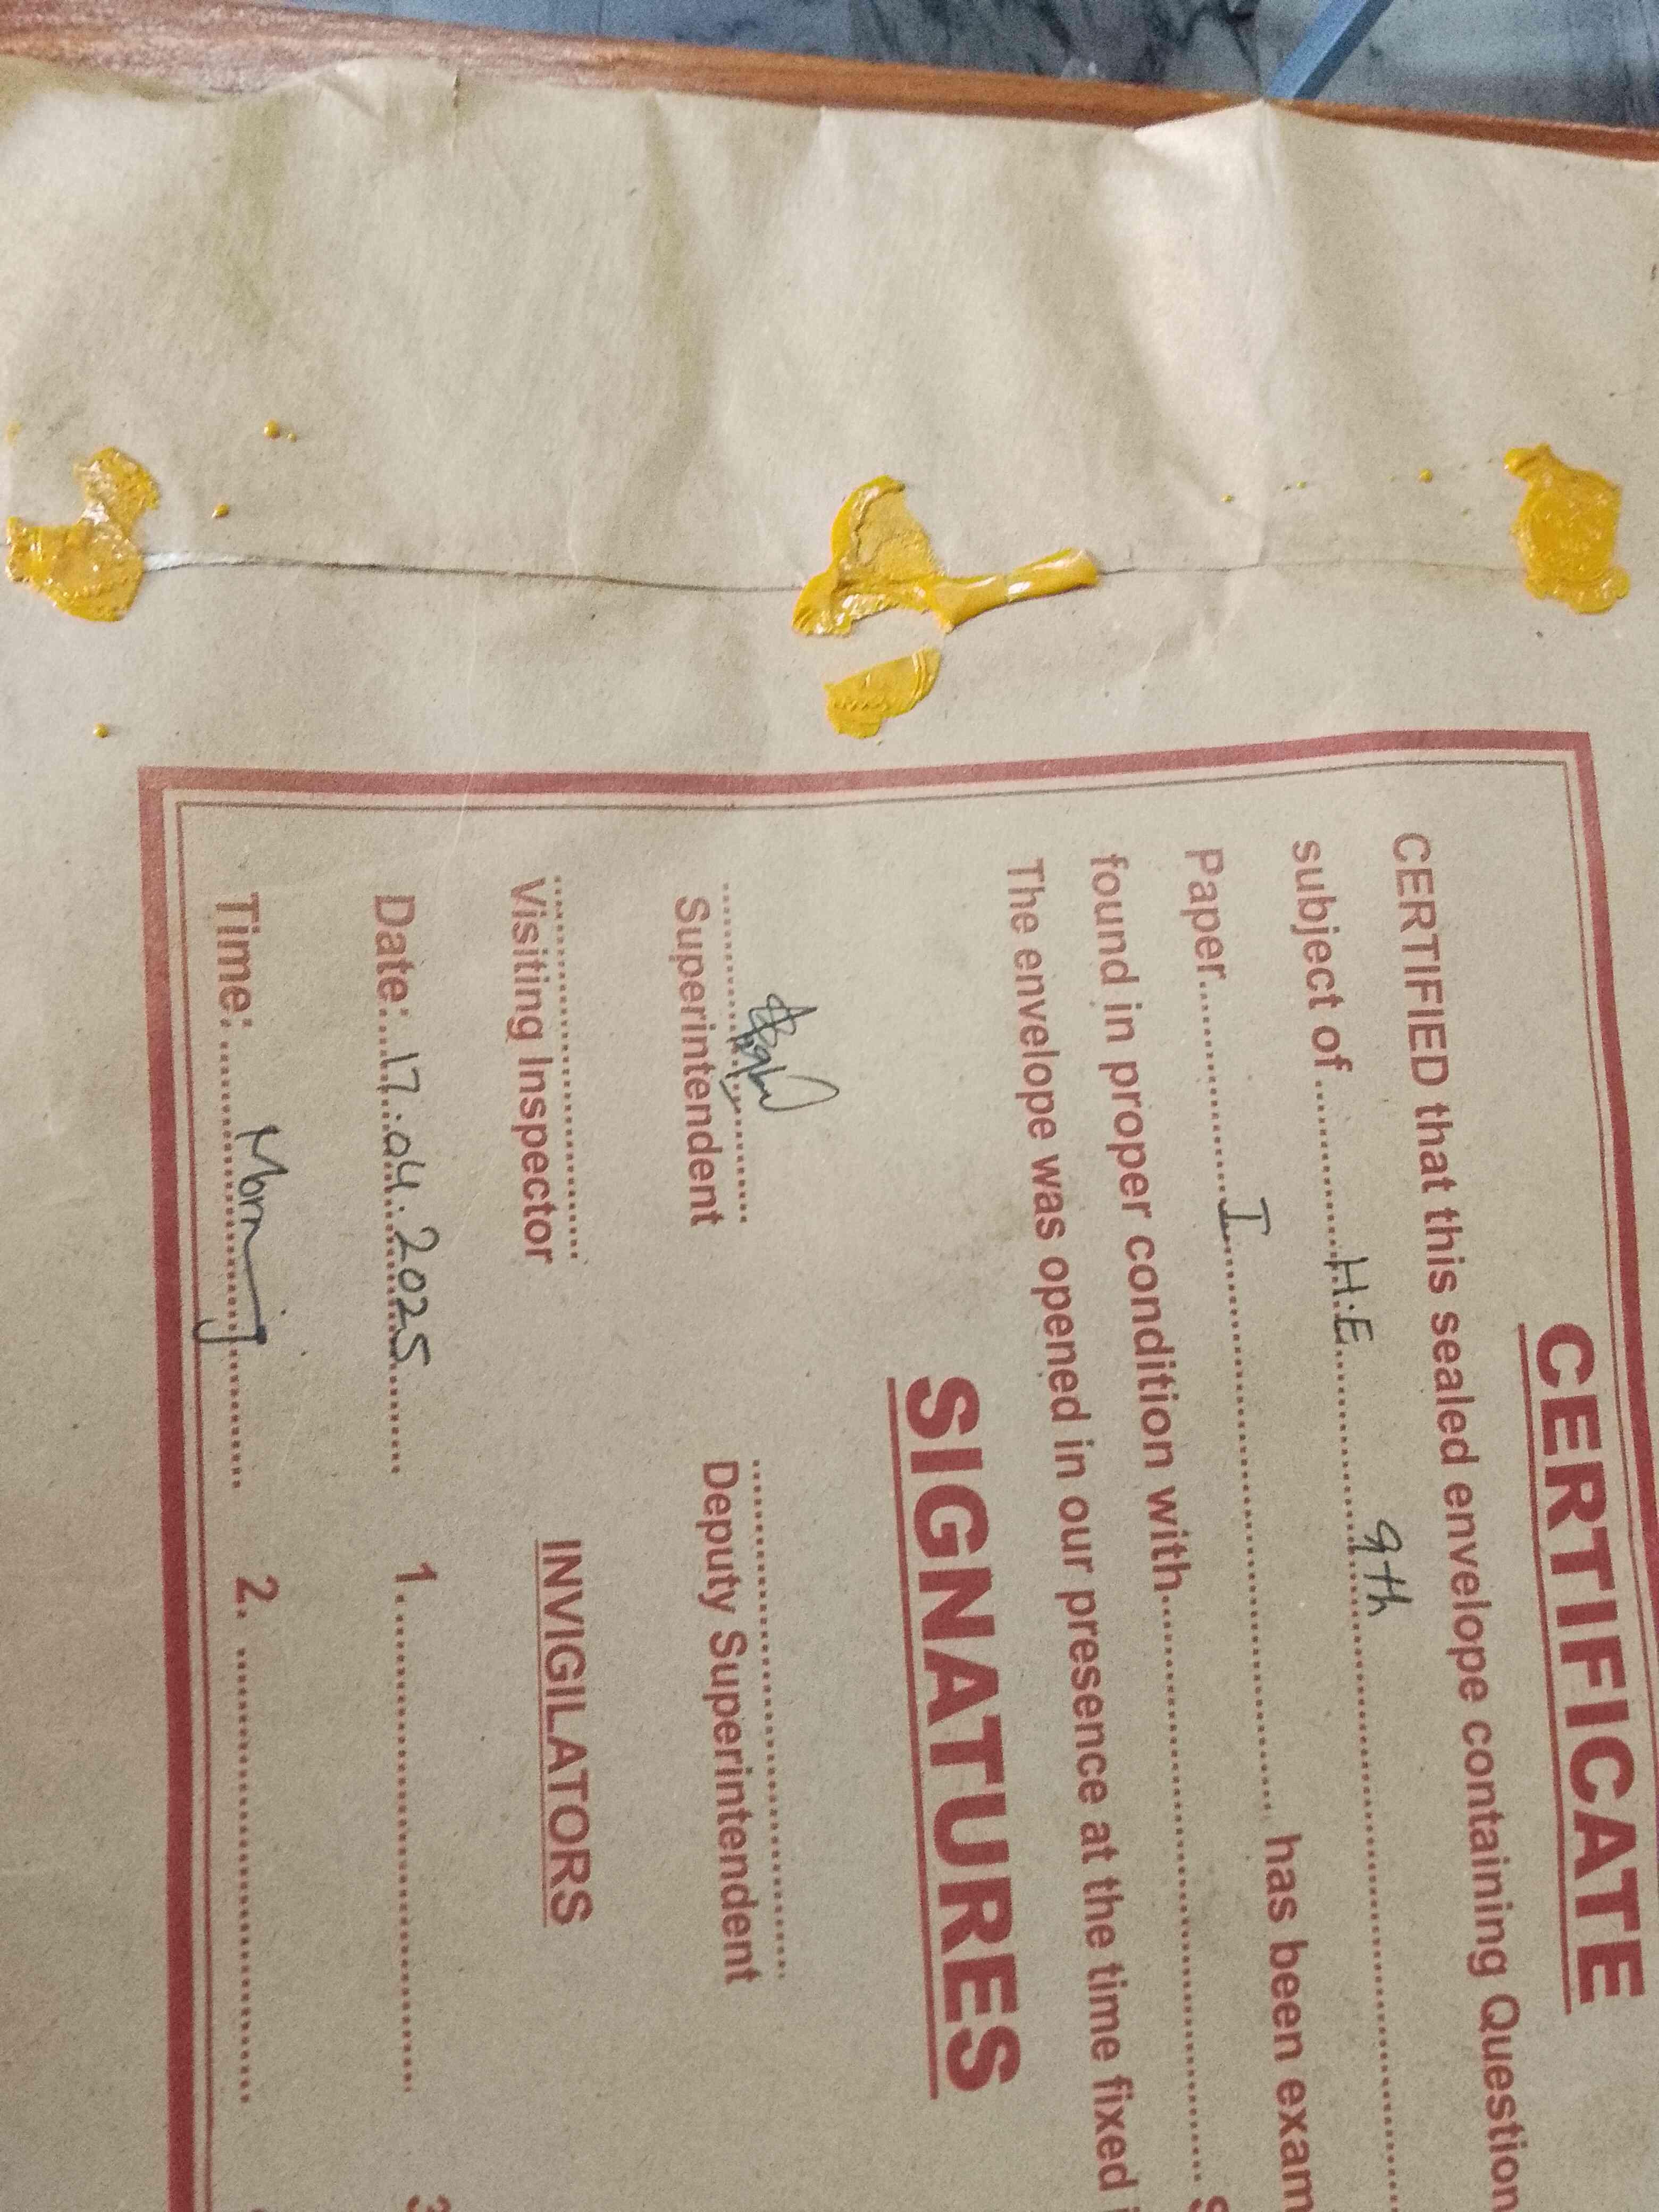 CERTIFICATE
CERTIFIED that this sealed envelope containing Question
subject of ........ H.E ........ 9th ........
Paper ........ I ........ has been exam
found in proper condition with ........
The envelope was opened in our presence at the time fixed
SIGNATURES
Superintendent Deputy Superintendent
Visiting Inspector INVIGILATORS
Date: 17.04.2025 1. ........ 3
Time: Morning 2. ........